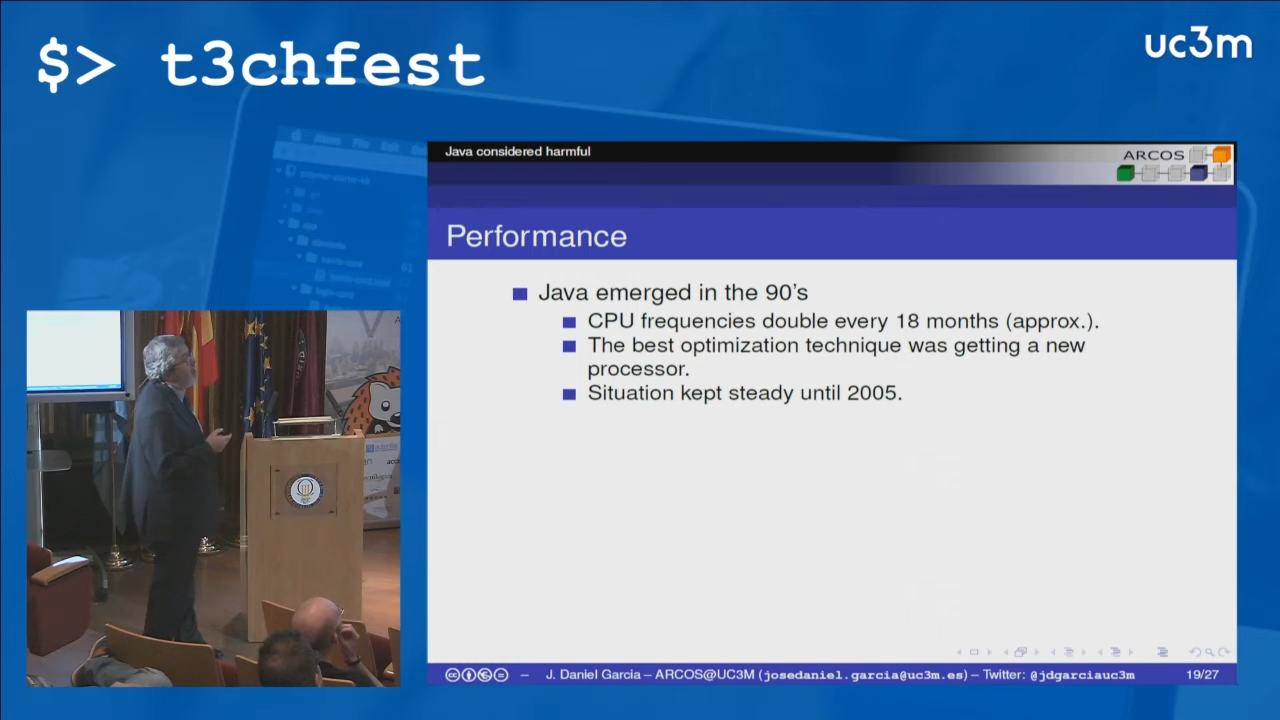 $> t3chfest
uc3m
Java considered harmful
ARCOS
Performance
Java emerged in the 90's
CPU frequencies double every 18 months (approx.).
The best optimization technique was getting a new
processor.
Situation kept steady until 2005.
J. Daniel Garcia – ARCOS@UC3M (josedaniel.garcia@uc3m.es) – Twitter: @jdgarciauc3m
19/27